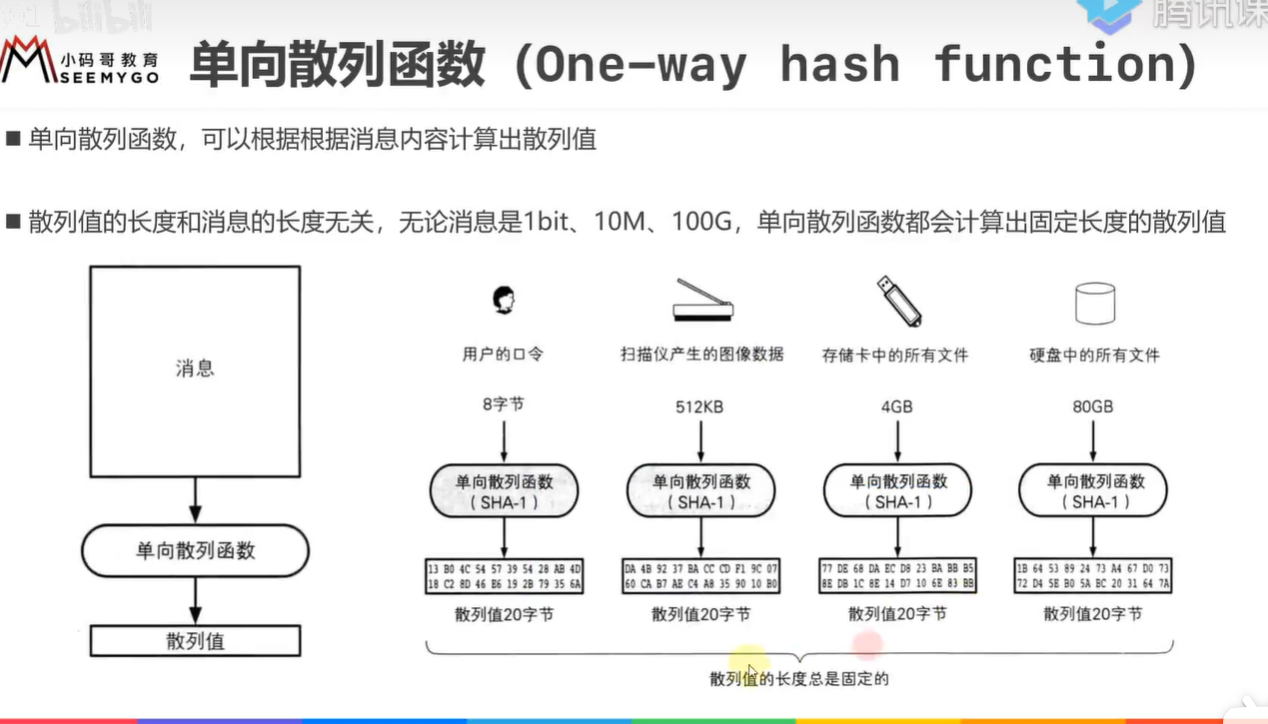 bilibili
腾讯课
小码哥教育
SEEMYGO
单向散列函数 (One-way hash function)
■ 单向散列函数，可以根据根据消息内容计算出散列值
■ 散列值的长度和消息的长度无关，无论消息是1bit、10M、100G，单向散列函数都会计算出固定长度的散列值
消息
单向散列函数
散列值
用户的口令
扫描仪产生的图像数据
存储卡中的所有文件
硬盘中的所有文件
8字节
512KB
4GB
80GB
单向散列函数
（SHA-1）
单向散列函数
（SHA-1）
单向散列函数
（SHA-1）
单向散列函数
（SHA-1）
13 B0 4C 54 57 39 54 28 AB 4D
18 C2 8D 46 E6 19 2B 79 35 6A
DA 4B 92 37 BA CC CD F1 9C 07
60 CA B7 AE C4 A8 35 90 10 B0
77 DE 68 DA EC D8 23 BA BB B5
8E DB 1C 8E 14 D7 10 6E 83 BB
1B 64 53 89 24 73 A4 67 D0 73
72 D4 5E B0 5A BC 20 31 64 7A
散列值20字节
散列值20字节
散列值20字节
散列值20字节
散列值的长度总是固定的